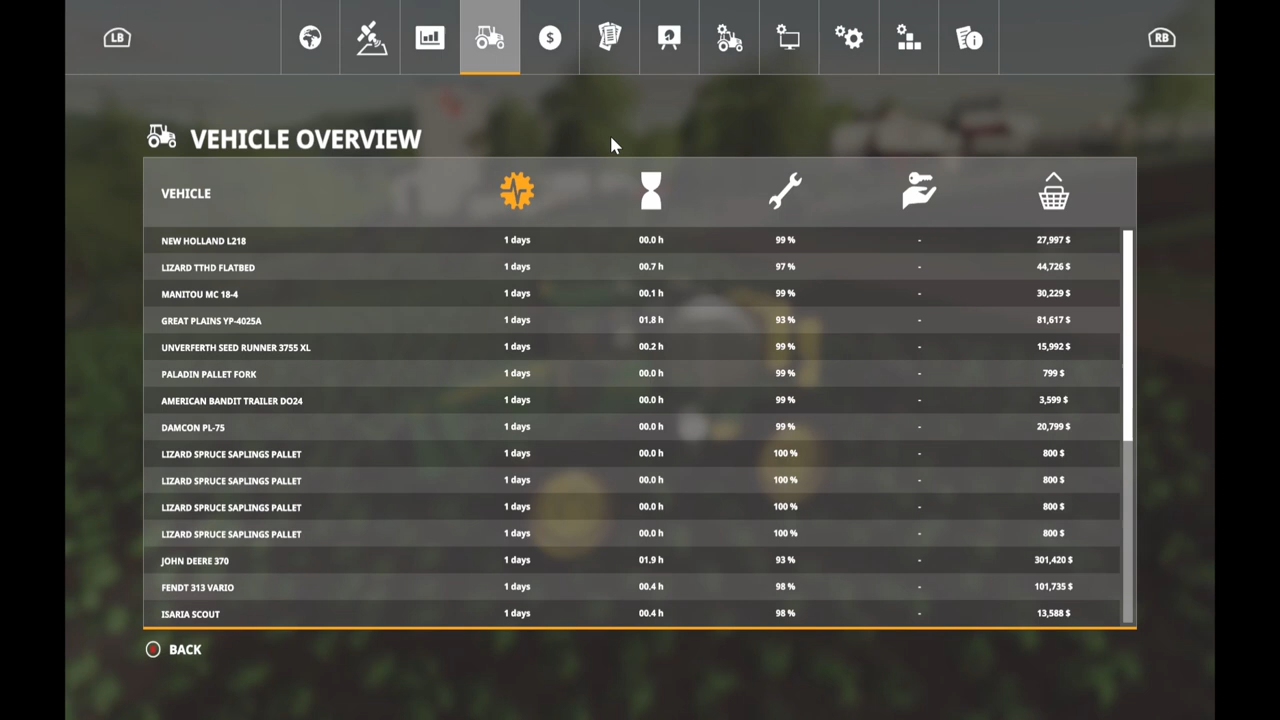 LB
$
RB
VEHICLE OVERVIEW
VEHICLE
NEW HOLLAND L218 1 days 00.0 h 99 % - 27,997 $
LIZARD TTHD FLATBED 1 days 00.7 h 97 % - 44,726 $
MANITOU MC 18-4 1 days 00.1 h 99 % - 30,229 $
GREAT PLAINS YP-4025A 1 days 01.8 h 93 % - 81,617 $
UNVERFERTH SEED RUNNER 3755 XL 1 days 00.2 h 99 % - 15,992 $
PALADIN PALLET FORK 1 days 00.0 h 99 % - 799 $
AMERICAN BANDIT TRAILER DO24 1 days 00.0 h 99 % - 3,599 $
DAMCON PL-75 1 days 00.0 h 99 % - 20,799 $
LIZARD SPRUCE SAPLINGS PALLET 1 days 00.0 h 100 % - 800 $
LIZARD SPRUCE SAPLINGS PALLET 1 days 00.0 h 100 % - 800 $
LIZARD SPRUCE SAPLINGS PALLET 1 days 00.0 h 100 % - 800 $
LIZARD SPRUCE SAPLINGS PALLET 1 days 00.0 h 100 % - 800 $
JOHN DEERE 370 1 days 01.9 h 93 % - 301,420 $
FENDT 313 VARIO 1 days 00.4 h 98 % - 101,735 $
ISARIA SCOUT 1 days 00.4 h 98 % - 13,588 $
BACK